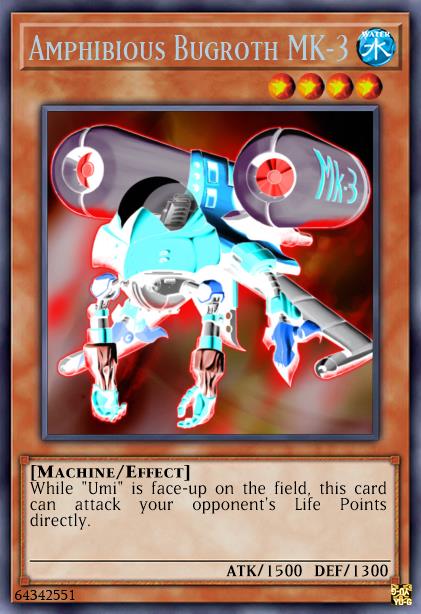 Amphibious Bugroth MK-3
WATER
水
Mk-3
[Machine/Effect]
While "Umi" is face-up on the field, this card
can attack your opponent's Life Points
directly.
ATK/1500 DEF/1300
64342551